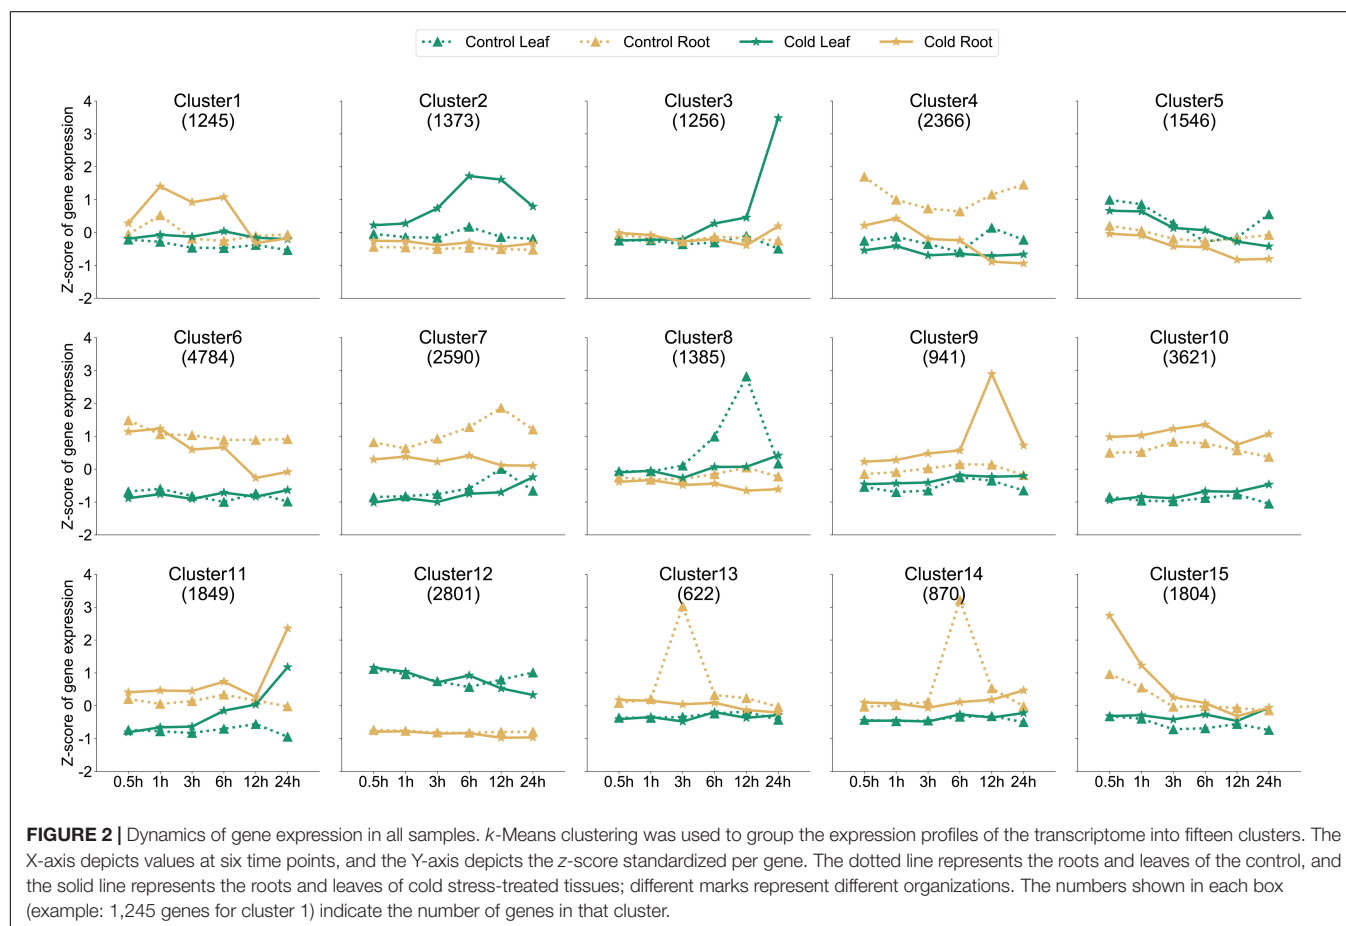 Control Leaf Control Root Cold Leaf Cold Root
Cluster1 Cluster2 Cluster3 Cluster4 Cluster5
(1245) (1373) (1256) (2366) (1546)
Z-score of gene expression
4
3
2
1
0
-1
-2
Cluster6 Cluster7 Cluster8 Cluster9 Cluster10
(4784) (2590) (1385) (941) (3621)
Z-score of gene expression
4
3
2
1
0
-1
-2
Cluster11 Cluster12 Cluster13 Cluster14 Cluster15
(1849) (2801) (622) (870) (1804)
Z-score of gene expression
4
3
2
1
0
-1
-2
0.5h 1h 3h 6h 12h 24h 0.5h 1h 3h 6h 12h 24h 0.5h 1h 3h 6h 12h 24h 0.5h 1h 3h 6h 12h 24h 0.5h 1h 3h 6h 12h 24h
FIGURE 2 | Dynamics of gene expression in all samples. k-Means clustering was used to group the expression profiles of the transcriptome into fifteen clusters. The
X-axis depicts values at six time points, and the Y-axis depicts the z-score standardized per gene. The dotted line represents the roots and leaves of the control, and
the solid line represents the roots and leaves of cold stress-treated tissues; different marks represent different organizations. The numbers shown in each box
(example: 1,245 genes for cluster 1) indicate the number of genes in that cluster.